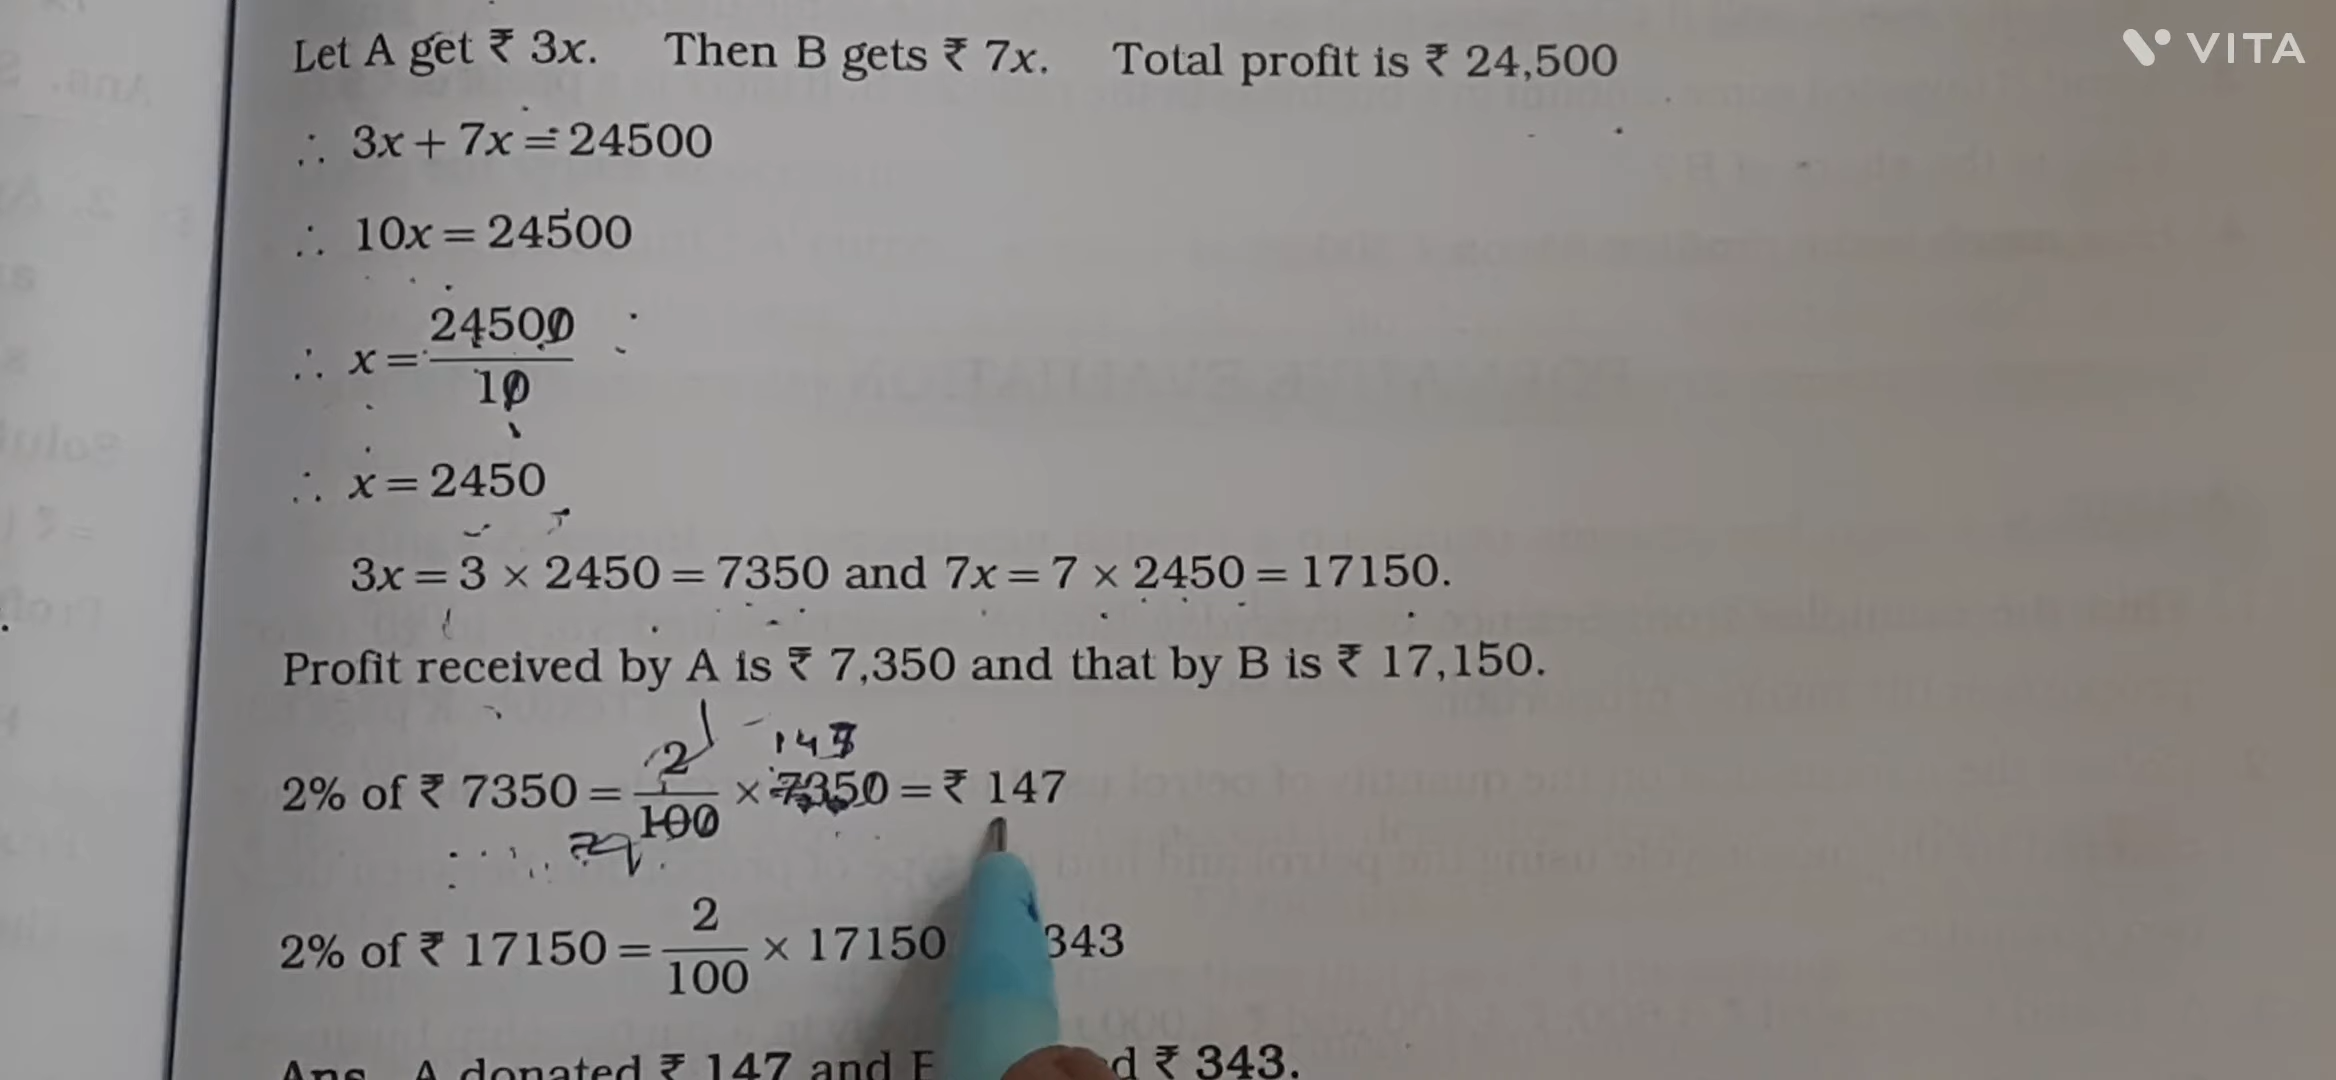 VITA
Let A get ₹ 3x. Then B gets ₹ 7x. Total profit is ₹ 24,500
∴ 3x + 7x = 24500
∴ 10x = 24500
∴ x = 24500/10
∴ x = 2450
3x = 3 × 2450 = 7350 and 7x = 7 × 2450 = 17150.
Profit received by A is ₹ 7,350 and that by B is ₹ 17,150.
1 147
2% of ₹ 7350 = 2/100 × 7350 = ₹ 147
2% of ₹ 17150 = 2/100 × 17150 343
Ans. A donated ₹ 147 and ₹ 343.